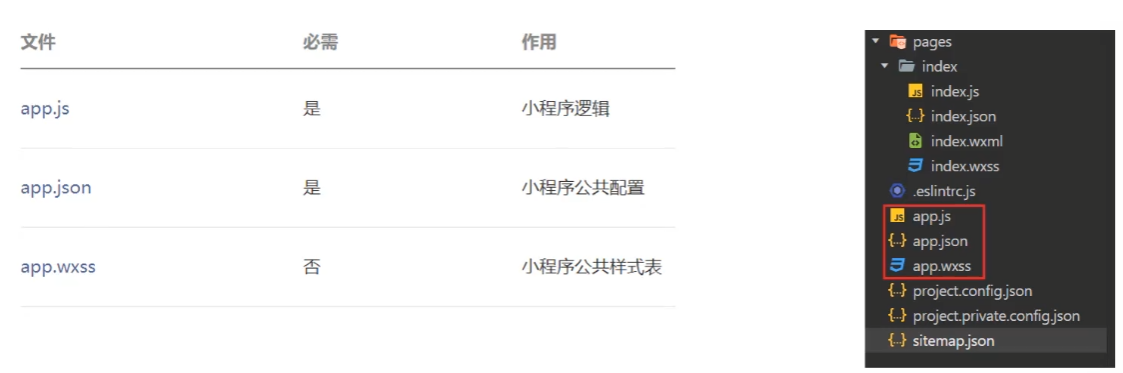 文件 必需 作用
app.js 是 小程序逻辑
app.json 是 小程序公共配置
app.wxss 否 小程序公共样式表
pages
index
JS index.js
{..} index.json
index.wxml
index.wxss
.eslintrc.js
JS app.js
{..} app.json
app.wxss
{..} project.config.json
{..} project.private.config.json
{..} sitemap.json